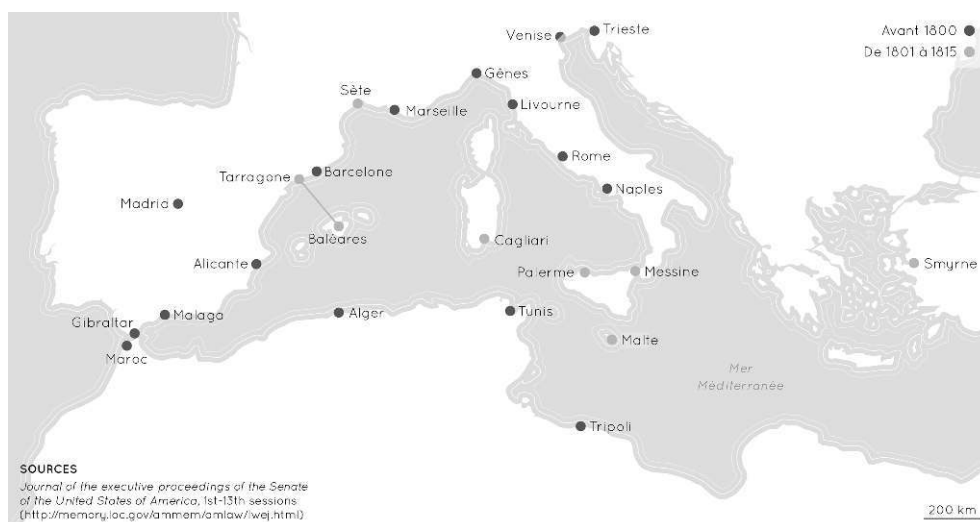 Venise
Trieste
Avant 1800
De 1801 à 1815
Gênes
Sète
Marseille
Livourne
Rome
Tarragone
Barcelone
Naples
Madrid
Baléares
Cagliari
Alicante
Palerme
Messine
Smyrne
Gibraltar
Malaga
Alger
Tunis
Maroc
Malte
Mer
Méditerranée
Tripoli
SOURCES
Journal of the executive proceedings of the Senate
of the United States of America, 1st-13th sessions
(http://memory.loc.gov/ammem/amlaw/lwej.html)
200 km